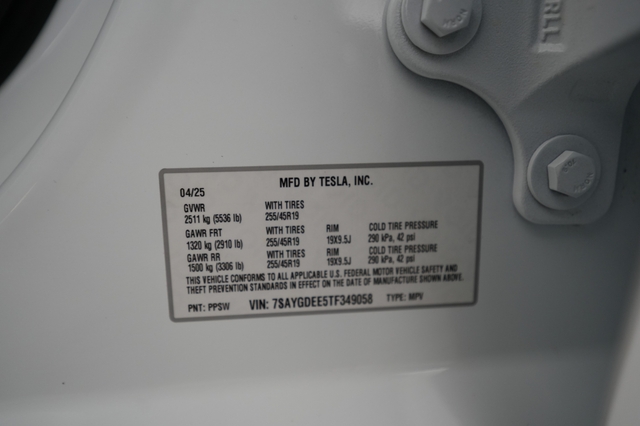 RLL
MFD BY TESLA, INC.
04/25
GVWR WITH TIRES
2511 kg (5536 lb) 255/45R19
GAWR FRT WITH TIRES RIM COLD TIRE PRESSURE
1320 kg (2910 lb) 255/45R19 19X9.5J 290 kPa, 42 psi
GAWR RR WITH TIRES RIM COLD TIRE PRESSURE
1500 kg (3306 lb) 255/45R19 19X9.5J 290 kPa, 42 psi
THIS VEHICLE CONFORMS TO ALL APPLICABLE U.S. FEDERAL MOTOR VEHICLE SAFETY AND
THEFT PREVENTION STANDARDS IN EFFECT ON THE DATE OF MANUFACTURE SHOWN ABOVE.
PNT: PPSW VIN: 7SAYGDEE5TF349058 TYPE: MPV